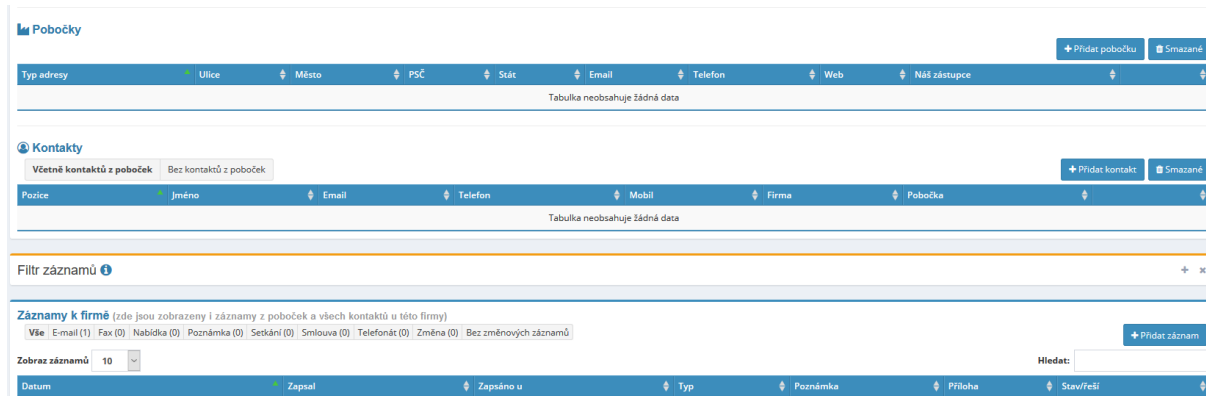 Pobočky
Přidat pobočku Smazané
Typ adresy Ulice Město PSČ Stát Email Telefon Web Náš zástupce
Tabulka neobsahuje žádná data
Kontakty
Včetně kontaktů z poboček Bez kontaktů z poboček
Přidat kontakt Smazané
Pozice Jméno Email Telefon Mobil Firma Pobočka
Tabulka neobsahuje žádná data
Filtr záznamů
Záznamy k firmě (zde jsou zobrazeny i záznamy z poboček a všech kontaktů u této firmy)
Vše E-mail (1) Fax (0) Nabídka (0) Poznámka (0) Setkání (0) Smlouva (0) Telefonát (0) Změna (0) Bez změnových záznamů
Přidat záznam
Zobraz záznamů 10 Hledat:
Datum Zapsal Zapsáno u Typ Poznámka Příloha Stav/řeší